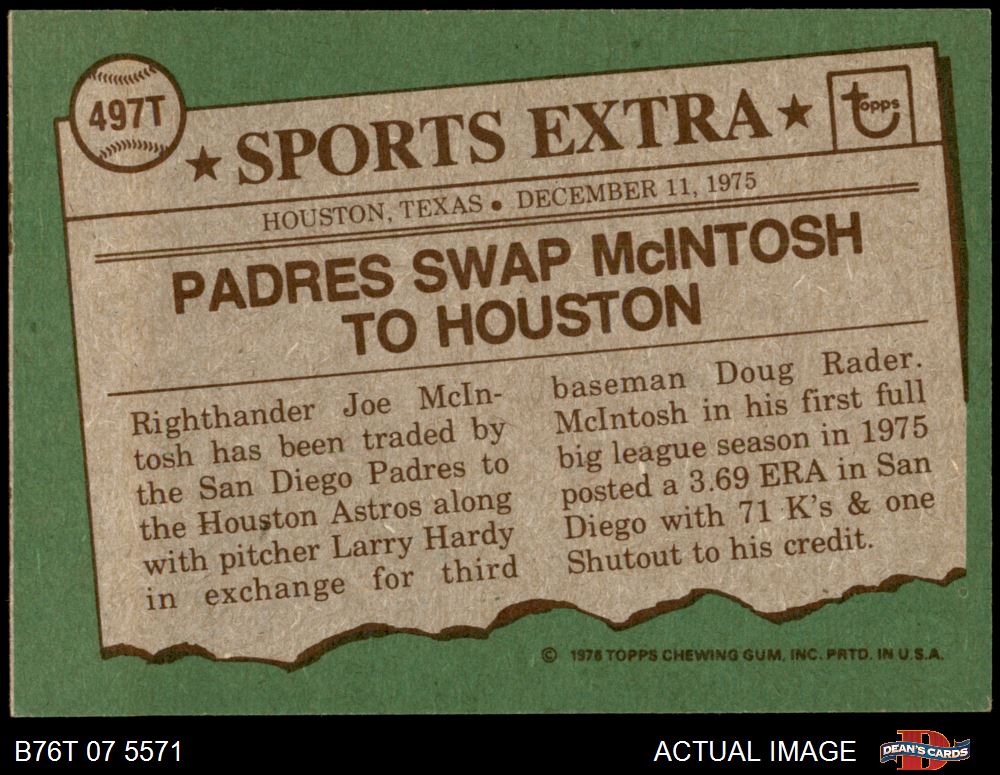 497T
★ SPORTS EXTRA ★
topps
HOUSTON, TEXAS • DECEMBER 11, 1975
PADRES SWAP McINTOSH
TO HOUSTON
Righthander Joe McIn-
tosh has been traded by
the San Diego Padres to
the Houston Astros along
with pitcher Larry Hardy
in exchange for third
baseman Doug Rader.
McIntosh in his first full
big league season in 1975
posted a 3.69 ERA in San
Diego with 71 K's & one
Shutout to his credit.
© 1976 TOPPS CHEWING GUM, INC. PRTD. IN U.S.A.
B76T 07 5571
ACTUAL IMAGE
D
DEAN'S CARDS